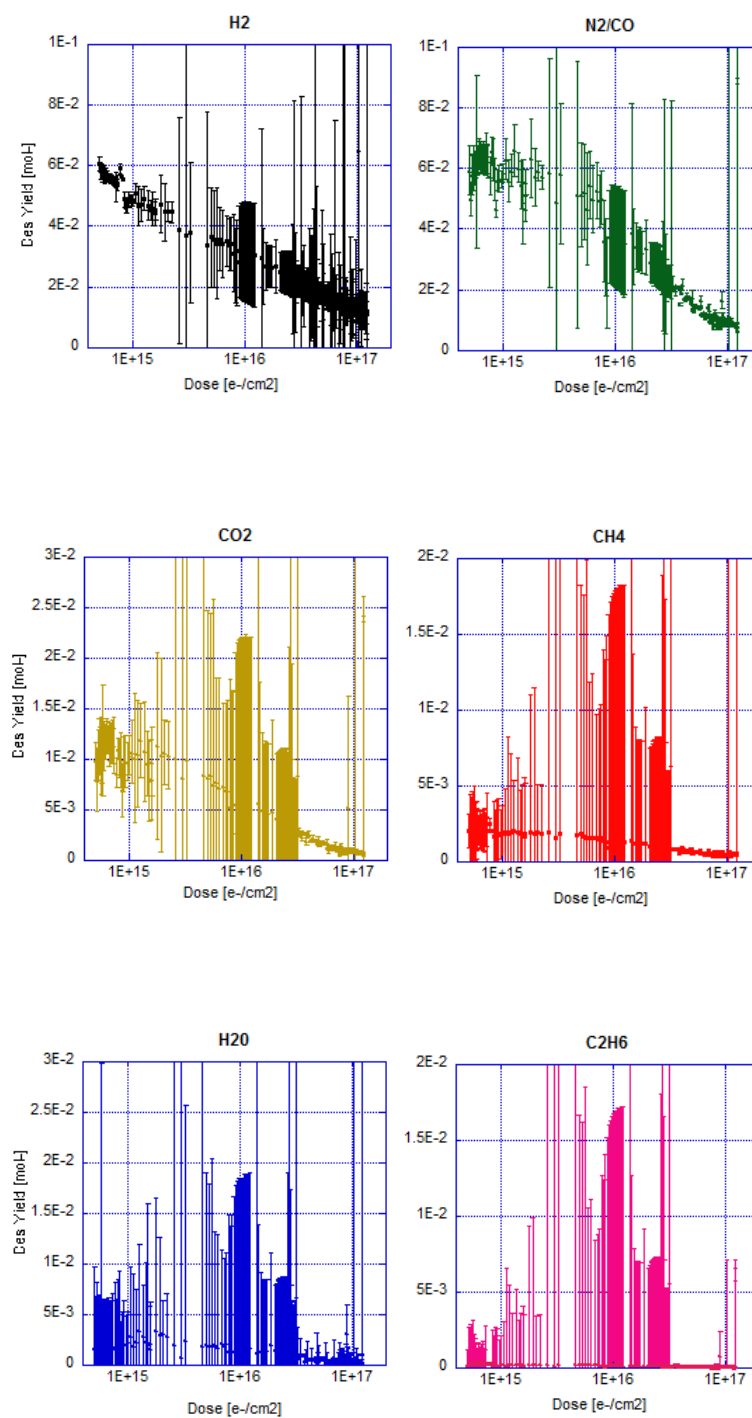 H2
N2/CO
1E-1
8E-2
6E-2
4E-2
2E-2
0
Des Yield [mol-
1E+15
1E+16
1E+17
Dose [e-/cm2]
1E-1
8E-2
6E-2
4E-2
2E-2
0
1E+15
1E+16
1E+17
Dose [e-/cm2]
CO2
CH4
3E-2
2.5E-2
2E-2
1.5E-2
1E-2
5E-3
0
Des Yield [mol-
1E+15
1E+16
1E+17
Dose [e-/cm2]
2E-2
1.5E-2
1E-2
5E-3
0
1E+15
1E+16
1E+17
Dose [e-/cm2]
H20
C2H6
3E-2
2.5E-2
2E-2
1.5E-2
1E-2
5E-3
0
Des Yield [mol-
1E+15
1E+16
1E+17
Dose [e-/cm2]
2E-2
1.5E-2
1E-2
5E-3
0
1E+15
1E+16
1E+17
Dose [e-/cm2]